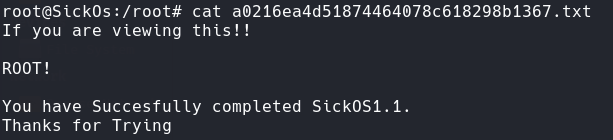 root@SickOs:/root# cat a0216ea4d51874464078c618298b1367.txt
If you are viewing this!!
ROOT!
You have Succesfully completed SickOS1.1.
Thanks for Trying